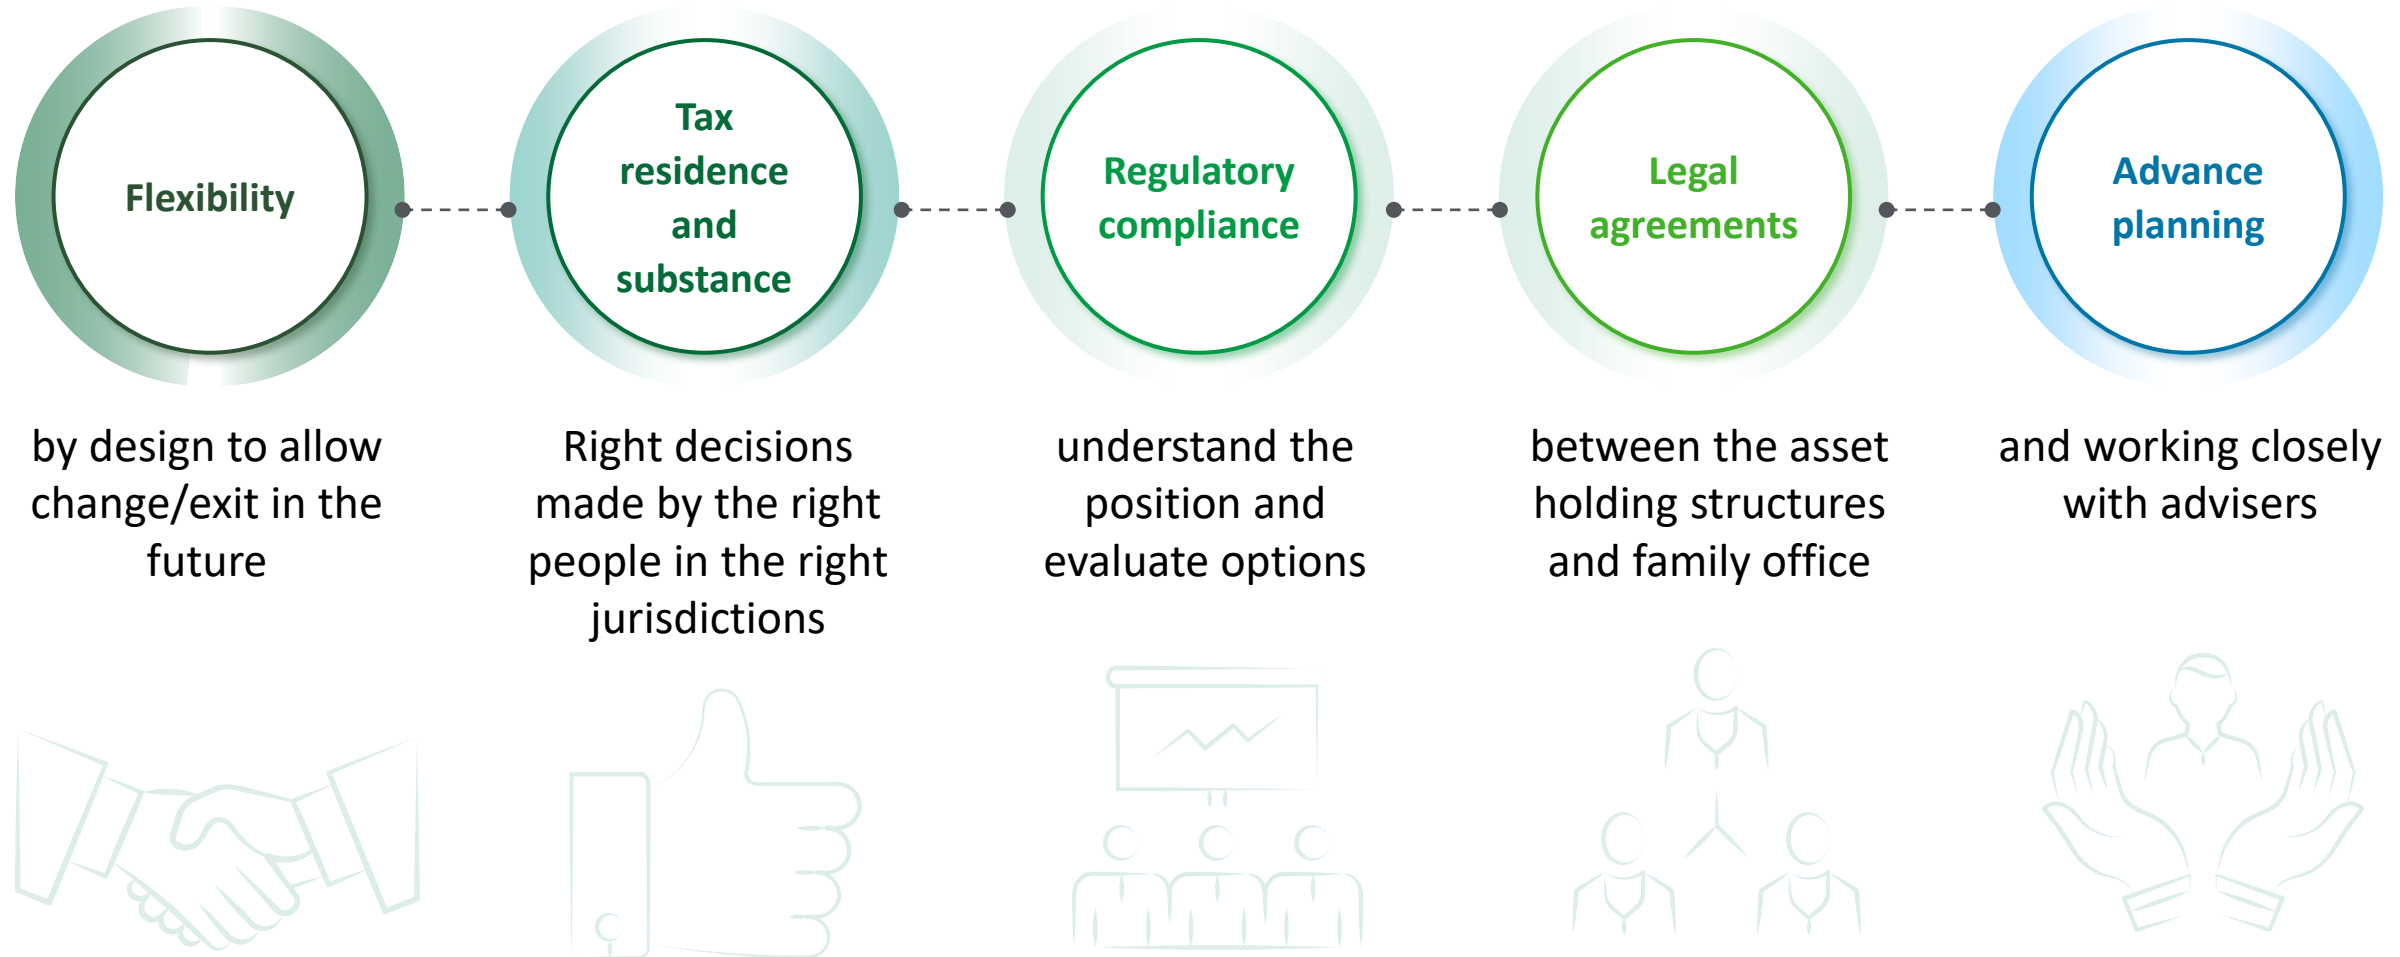 Flexibility
by design to allow
change/exit in the
future
Tax
residence
and
substance
Right decisions
made by the right
people in the right
jurisdictions
Regulatory
compliance
understand the
position and
evaluate options
Legal
agreements
between the asset
holding structures
and family office
Advance
planning
and working closely
with advisers